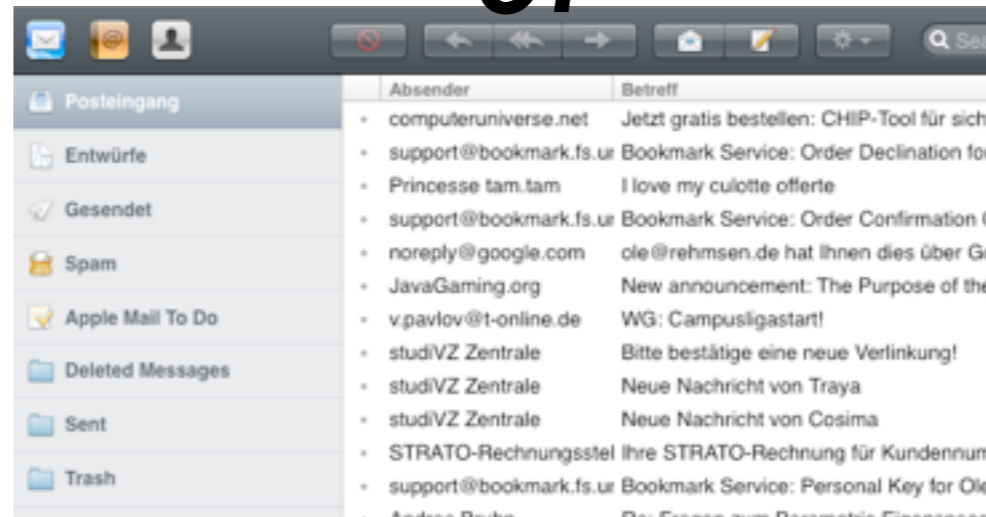 Posteingang
Entwürfe
Gesendet
Spam
Apple Mail To Do
Deleted Messages
Sent
Trash
Absender Betreff
computeruniverse.net Jetzt gratis bestellen: CHIP-Tool für sich
support@bookmark.fs.ur Bookmark Service: Order Declination fo
Princesse tam.tam I love my culotte offerte
support@bookmark.fs.ur Bookmark Service: Order Confirmation
noreply@google.com ole@rehmsen.de hat Ihnen dies über Go
JavaGaming.org New announcement: The Purpose of the
v.pavlov@t-online.de WG: Campusligastart!
studiVZ Zentrale Bitte bestätige eine neue Verlinkung!
studiVZ Zentrale Neue Nachricht von Traya
studiVZ Zentrale Neue Nachricht von Cosima
STRATO-Rechnungsstel Ihre STRATO-Rechnung für Kundennum
support@bookmark.fs.ur Bookmark Service: Personal Key for Ole